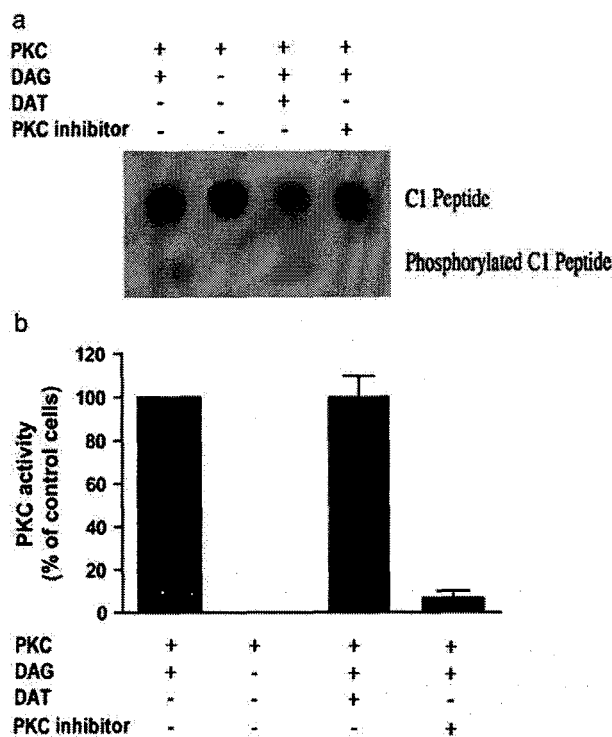 a
PKC + + + +
DAG + - + +
DAT - - + -
PKC inhibitor - - - +
C1 Peptide
Phosphorylated C1 Peptide
b
PKC activity
(% of control cells)
120
100
80
60
40
20
0
PKC + + + +
DAG + - + +
DAT - - + -
PKC inhibitor - - - +